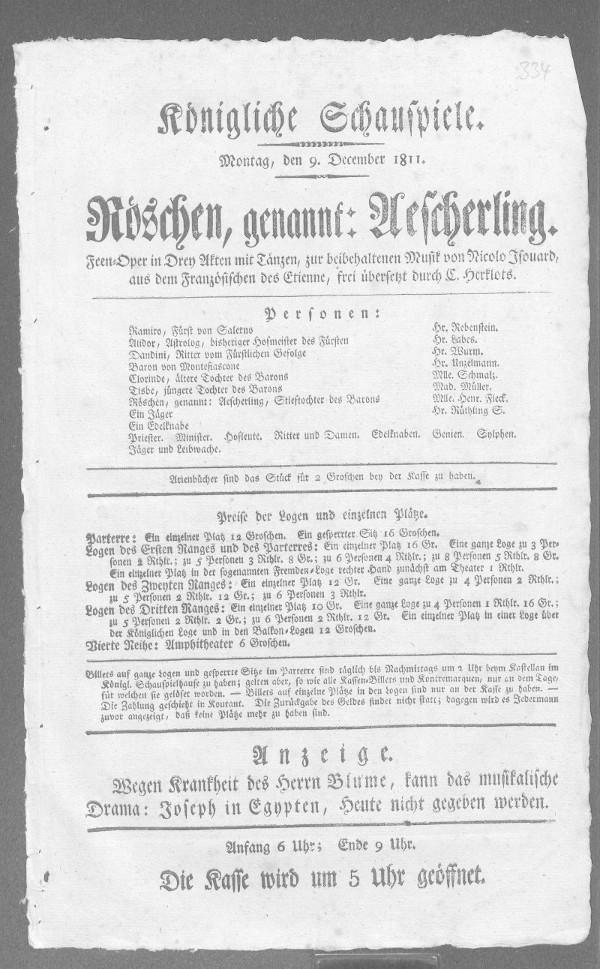 334
Königliche Schauspiele.
Montag, den 9. December 1811.
Röschen, genannt: Aescherling.
Feen-Oper in Drey Akten mit Tänzen, zur beibehaltenen Musik von Nicolo Isouard,
aus dem Französischen des Etienne, frei übersetzt durch C. Herklots.
Personen:
Ramiro, Fürst von Salerno Hr. Rebenstein.
Alidor, Astrolog, bisheriger Hofmeister des Fürsten Hr. Labes.
Dandini, Ritter vom Fürstlichen Gefolge Hr. Wurm.
Baron von Montefiascone Hr. Unzelmann.
Clorinde, ältere Tochter des Barons Mlle. Schmalz.
Tisbe, jüngere Tochter des Barons Mad. Müller.
Röschen, genannt: Aescherling, Stieftochter des Barons Mlle. Henr. Fleck.
Ein Jäger Hr. Rüthling S.
Ein Edelknabe
Priester. Minister. Hofleute. Ritter und Damen. Edelknaben. Genien. Sylphen.
Jäger und Leibwache.
Arienbücher sind das Stück für 2 Groschen bey der Kasse zu haben.
Preise der Logen und einzelnen Plätze.
Parterre: Ein einzelner Platz 12 Groschen. Ein gesperrter Sitz 16 Groschen.
Logen des Ersten Ranges und des Parterres: Ein einzelner Platz 16 Gr. Eine ganze Loge zu 3 Per-
sonen 2 Rthlr.; zu 5 Personen 3 Rthlr. 8 Gr.; zu 6 Personen 4 Rthlr.; zu 8 Personen 5 Rthlr. 8 Gr.
Ein einzelner Platz in der sogenannten Fremden-Loge rechter Hand zunächst am Theater 1 Rthlr.
Logen des Zweyten Ranges: Ein einzelner Platz 12 Gr. Eine ganze Loge zu 4 Personen 2 Rthlr.;
zu 5 Personen 2 Rthlr. 12 Gr.; zu 6 Personen 3 Rthlr.
Logen des Dritten Ranges: Ein einzelner Platz 10 Gr. Eine ganze Loge zu 4 Personen 1 Rthlr. 16 Gr.;
zu 5 Personen 2 Rthlr. 2 Gr.; zu 6 Personen 2 Rthlr. 12 Gr. Ein einzelner Platz in einer Loge über
der Königlichen Loge und in den Balkon-Logen 12 Groschen.
Vierte Reihe: Amphitheater 6 Groschen.
Billets auf ganze Logen und gesperrte Sitze im Parterre sind täglich bis Nachmittags um 2 Uhr beym Kastellan im
Königl. Schauspielhause zu haben; gelten aber, so wie alle Kassen-Billets und Kontremarquen, nur an dem Tage,
für welchen sie gelöset worden. — Billets auf einzelne Plätze in den Logen sind nur an der Kasse zu haben. —
Die Zahlung geschieht in Kourant. Die Zurückgabe des Geldes findet nicht statt; dagegen wird es Jedermann
zuvor angezeigt, daß keine Plätze mehr zu haben sind.
Anzeige.
Wegen Krankheit des Herrn Blume, kann das musikalische
Drama: Joseph in Egypten, Heute nicht gegeben werden.
Anfang 6 Uhr; Ende 9 Uhr.
Die Kasse wird um 5 Uhr geöffnet.